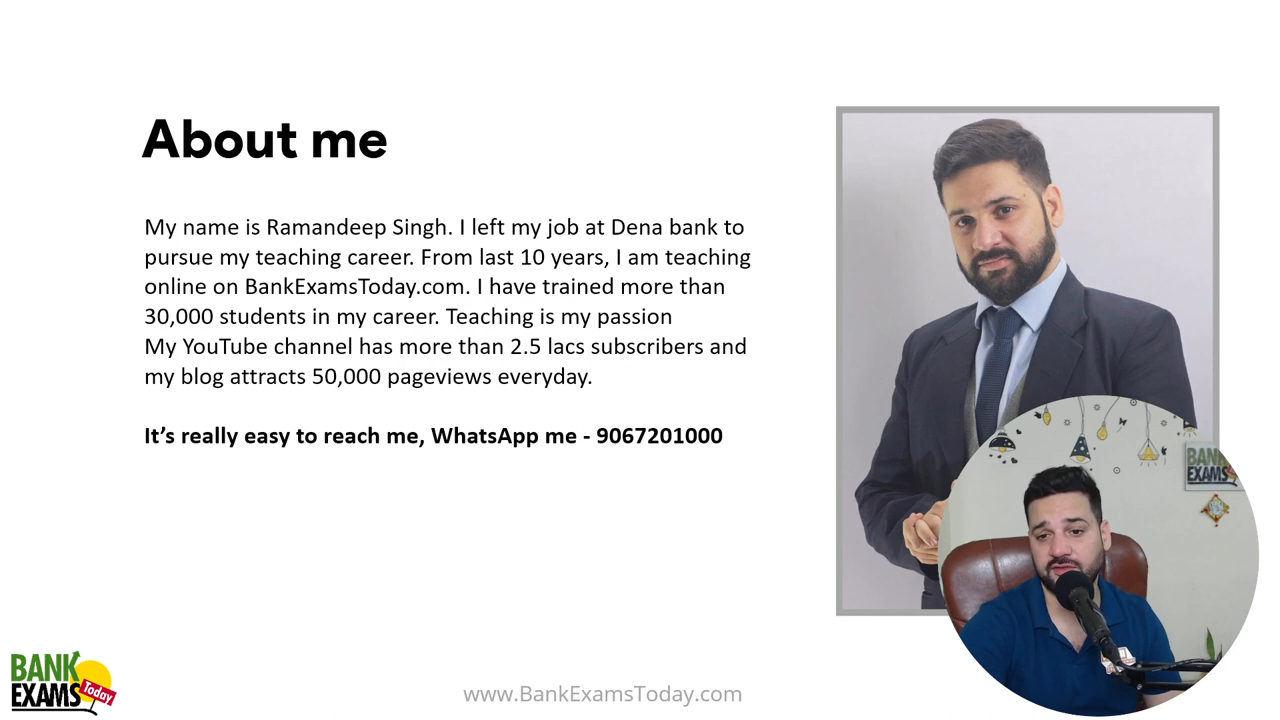 About me
My name is Ramandeep Singh. I left my job at Dena bank to
pursue my teaching career. From last 10 years, I am teaching
online on BankExamsToday.com. I have trained more than
30,000 students in my career. Teaching is my passion
My YouTube channel has more than 2.5 lacs subscribers and
my blog attracts 50,000 pageviews everyday.
It’s really easy to reach me, WhatsApp me - 9067201000
BANK
EXAMS
BANK
EXAMS
Today
www.BankExamsToday.com